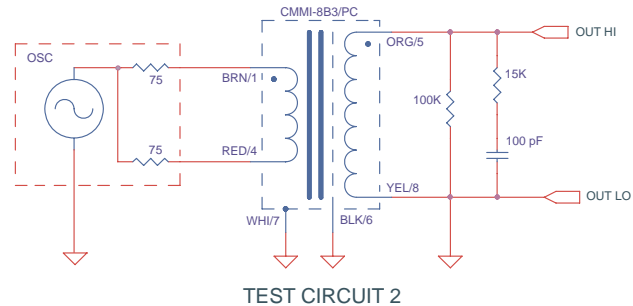 CMMI-8B3/PC
OSC
75
BRN/1
ORG/5
OUT HI
15K
100K
75
RED/4
100 pF
YEL/8
OUT LO
WHI/7
BLK/6
TEST CIRCUIT 2